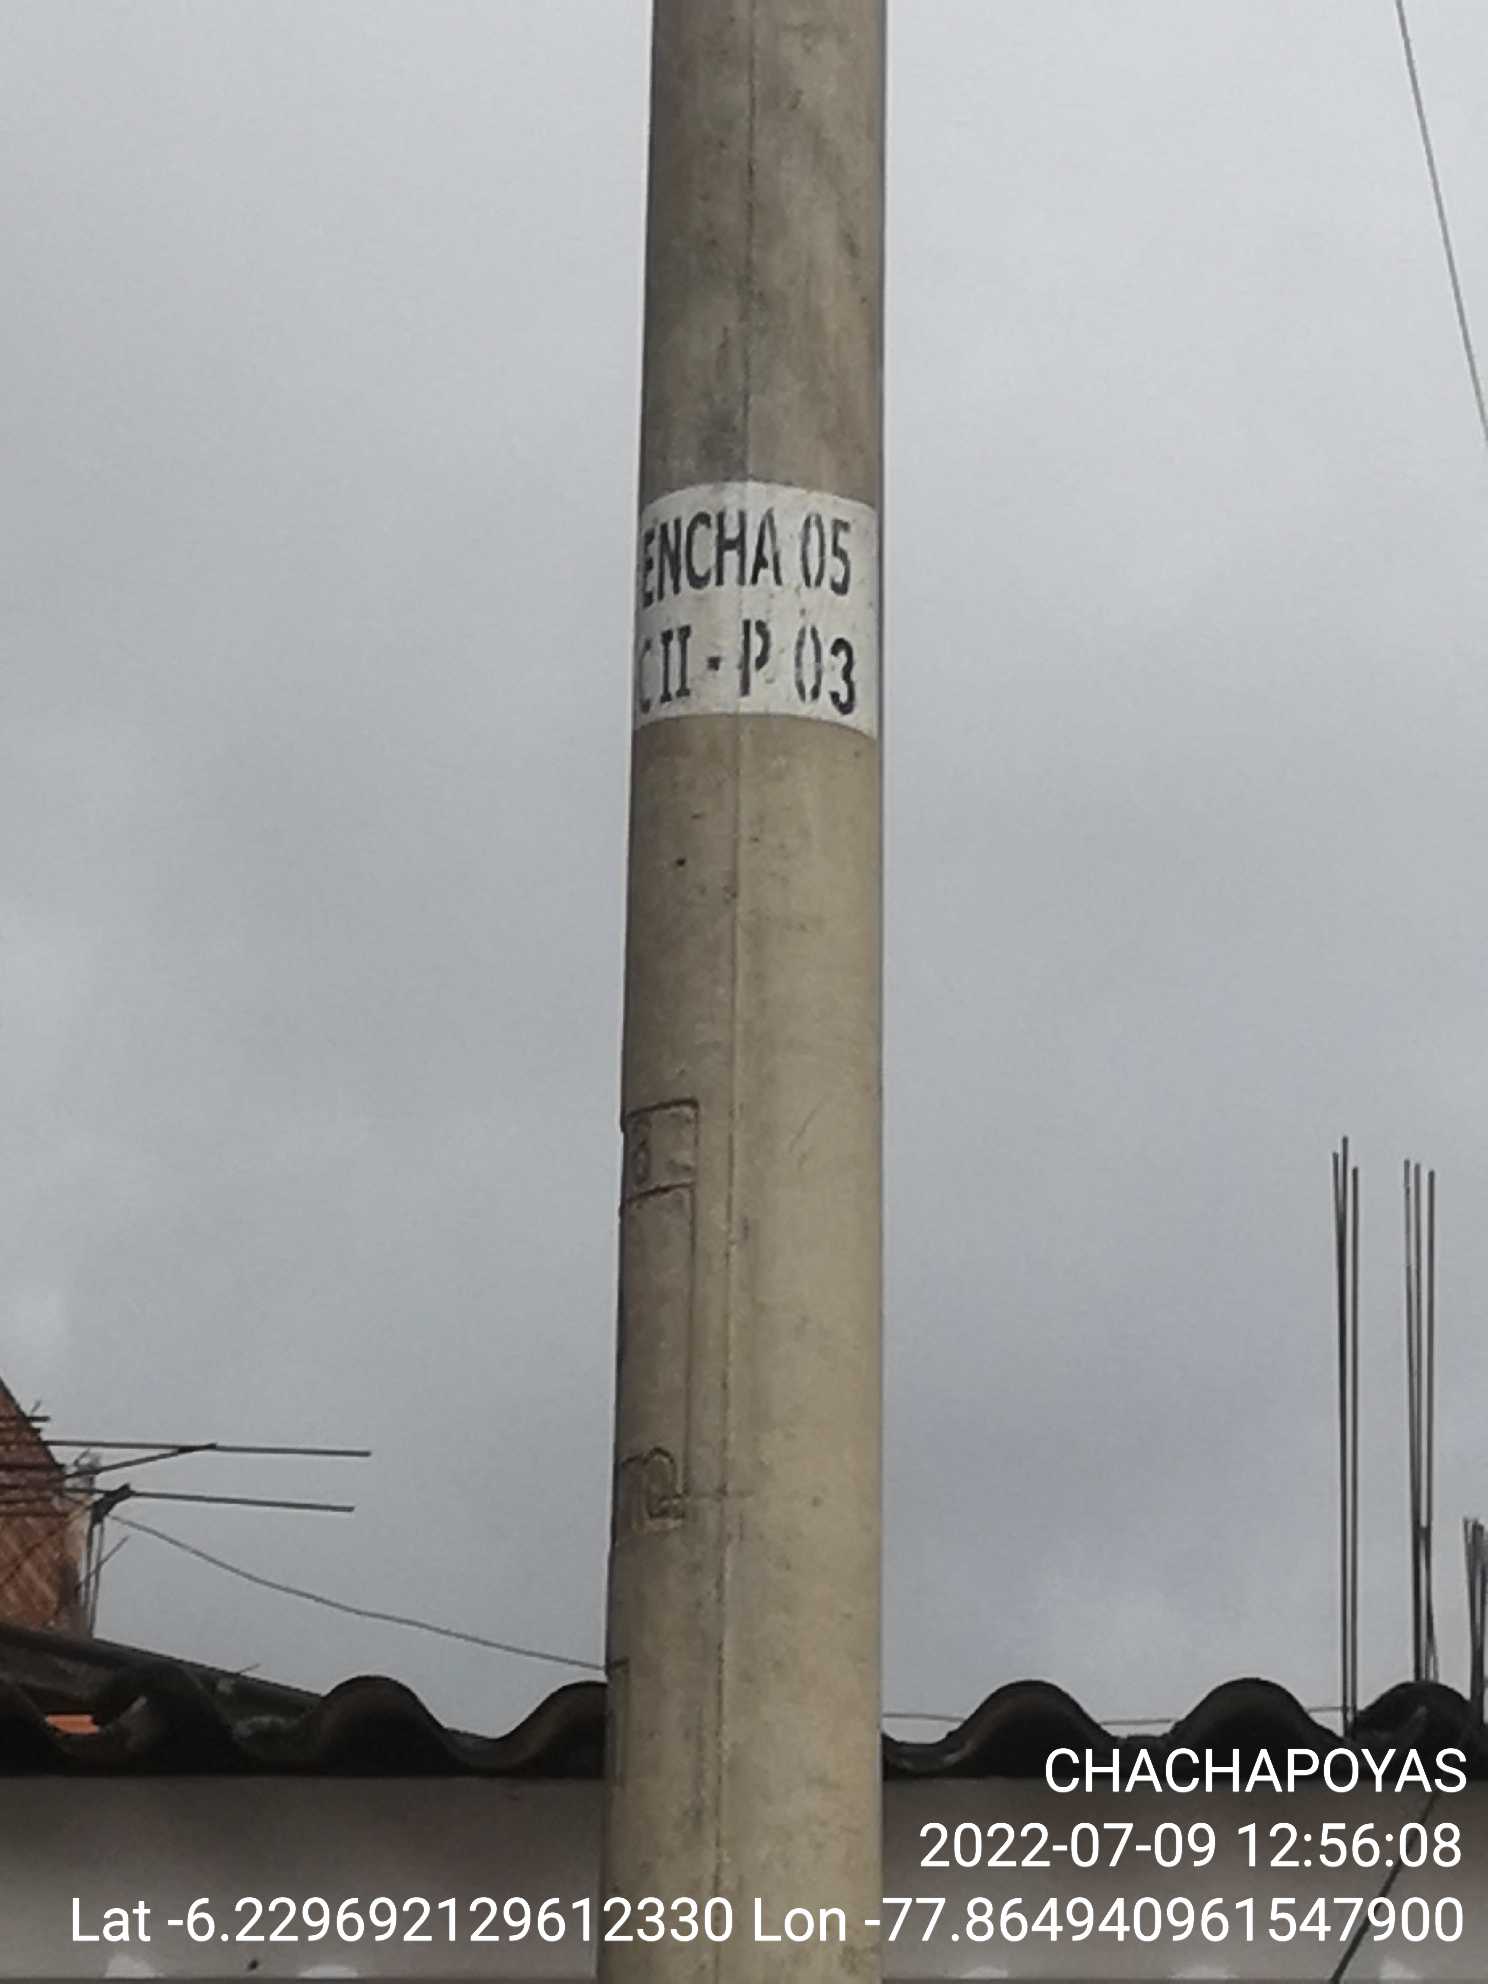 ENCHA 05
CII - P 03
CHACHAPOYAS
2022-07-09 12:56:08
Lat -6.229692129612330 Lon -77.864940961547900